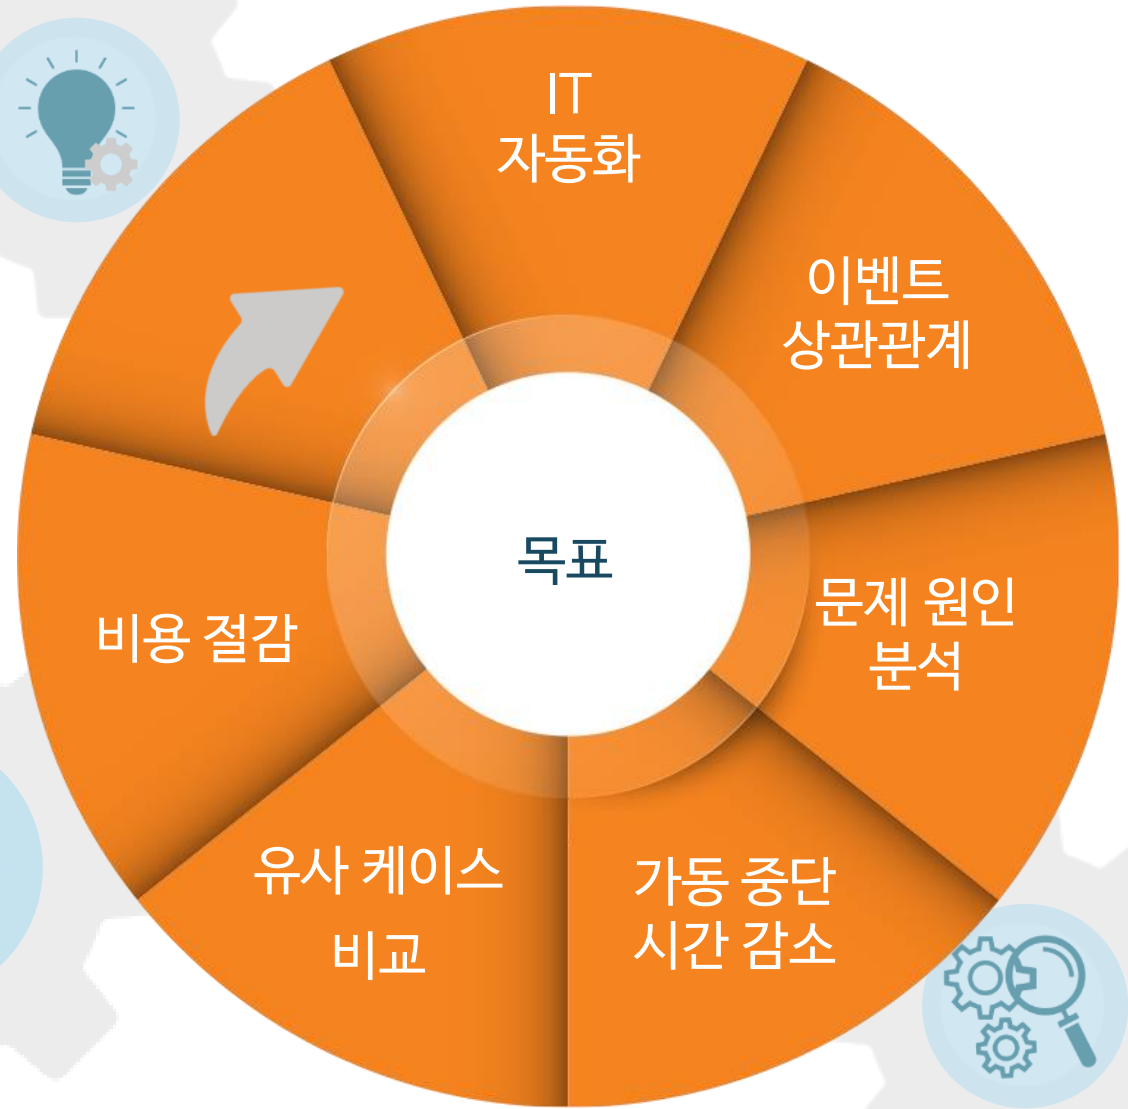 IT
자동화
이벤트
상관관계
문제 원인
분석
가동 중단
시간 감소
유사 케이스
비교
비용 절감
목표